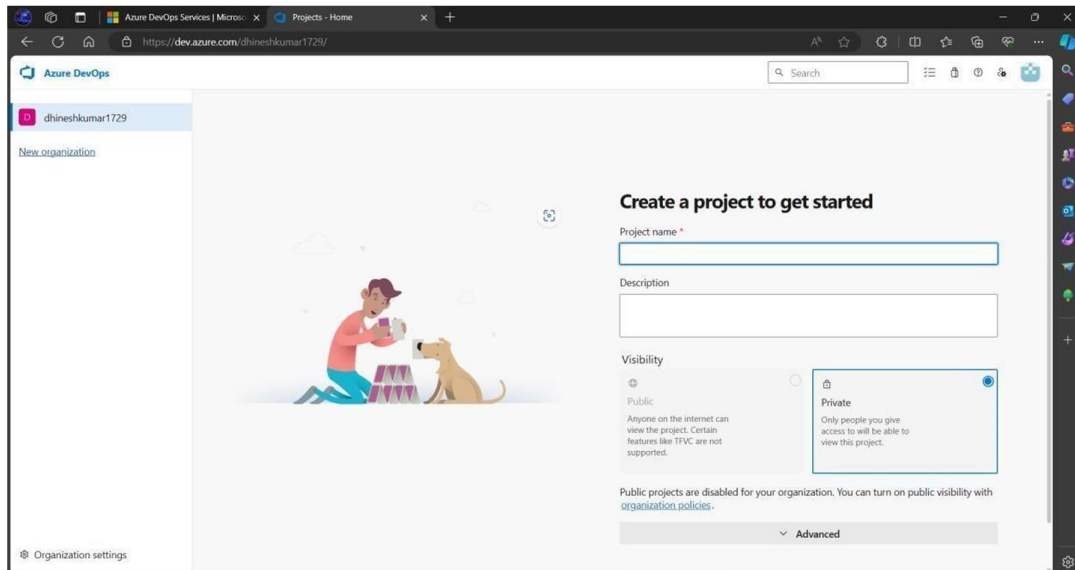 Azure DevOps Services | Microso
Projects - Home
https://dev.azure.com/dhineshkumar1729/
Azure DevOps
Search
D
dhineshkumar1729
New organization
Create a project to get started
Project name *
Description
Visibility
Public
Anyone on the internet can
view the project. Certain
features like TFVC are not
supported.
Private
Only people you give
access to will be able to
view this project.
Public projects are disabled for your organization. You can turn on public visibility with
organization policies.
Advanced
Organization settings